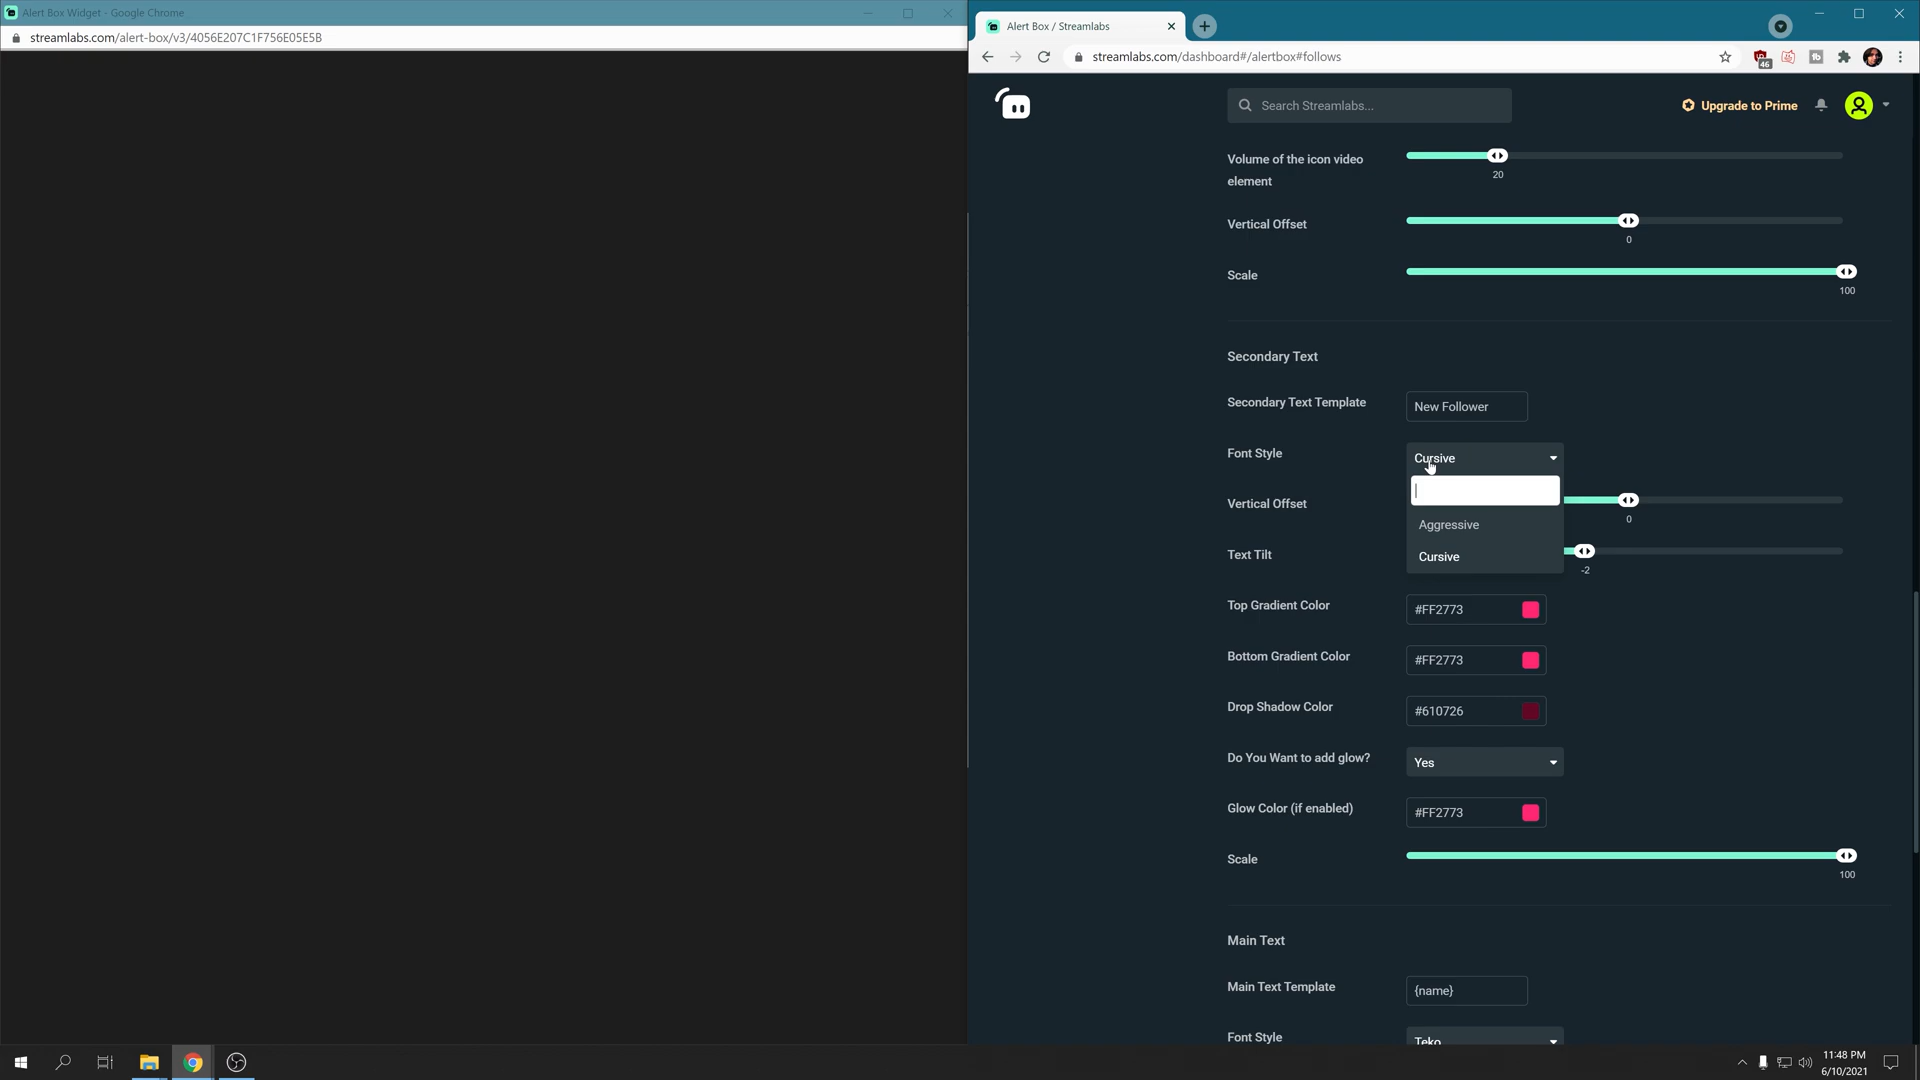 Alert Box Widget - Google Chrome
streamlabs.com/alert-box/v3/4056E207C1F756E05E5B
Alert Box / Streamlabs
streamlabs.com/dashboard#/alertbox#follows
46
Search Streamlabs...
Upgrade to Prime
Volume of the icon video
element
20
Vertical Offset
0
Scale
100
Secondary Text
Secondary Text Template
New Follower
Font Style
Cursive
Vertical Offset
0
Aggressive
Cursive
Text Tilt
-2
Top Gradient Color
#FF2773
Bottom Gradient Color
#FF2773
Drop Shadow Color
#610726
Do You Want to add glow?
Yes
Glow Color (if enabled)
#FF2773
Scale
100
Main Text
Main Text Template
{name}
Font Style
Teko
11:48 PM
6/10/2021